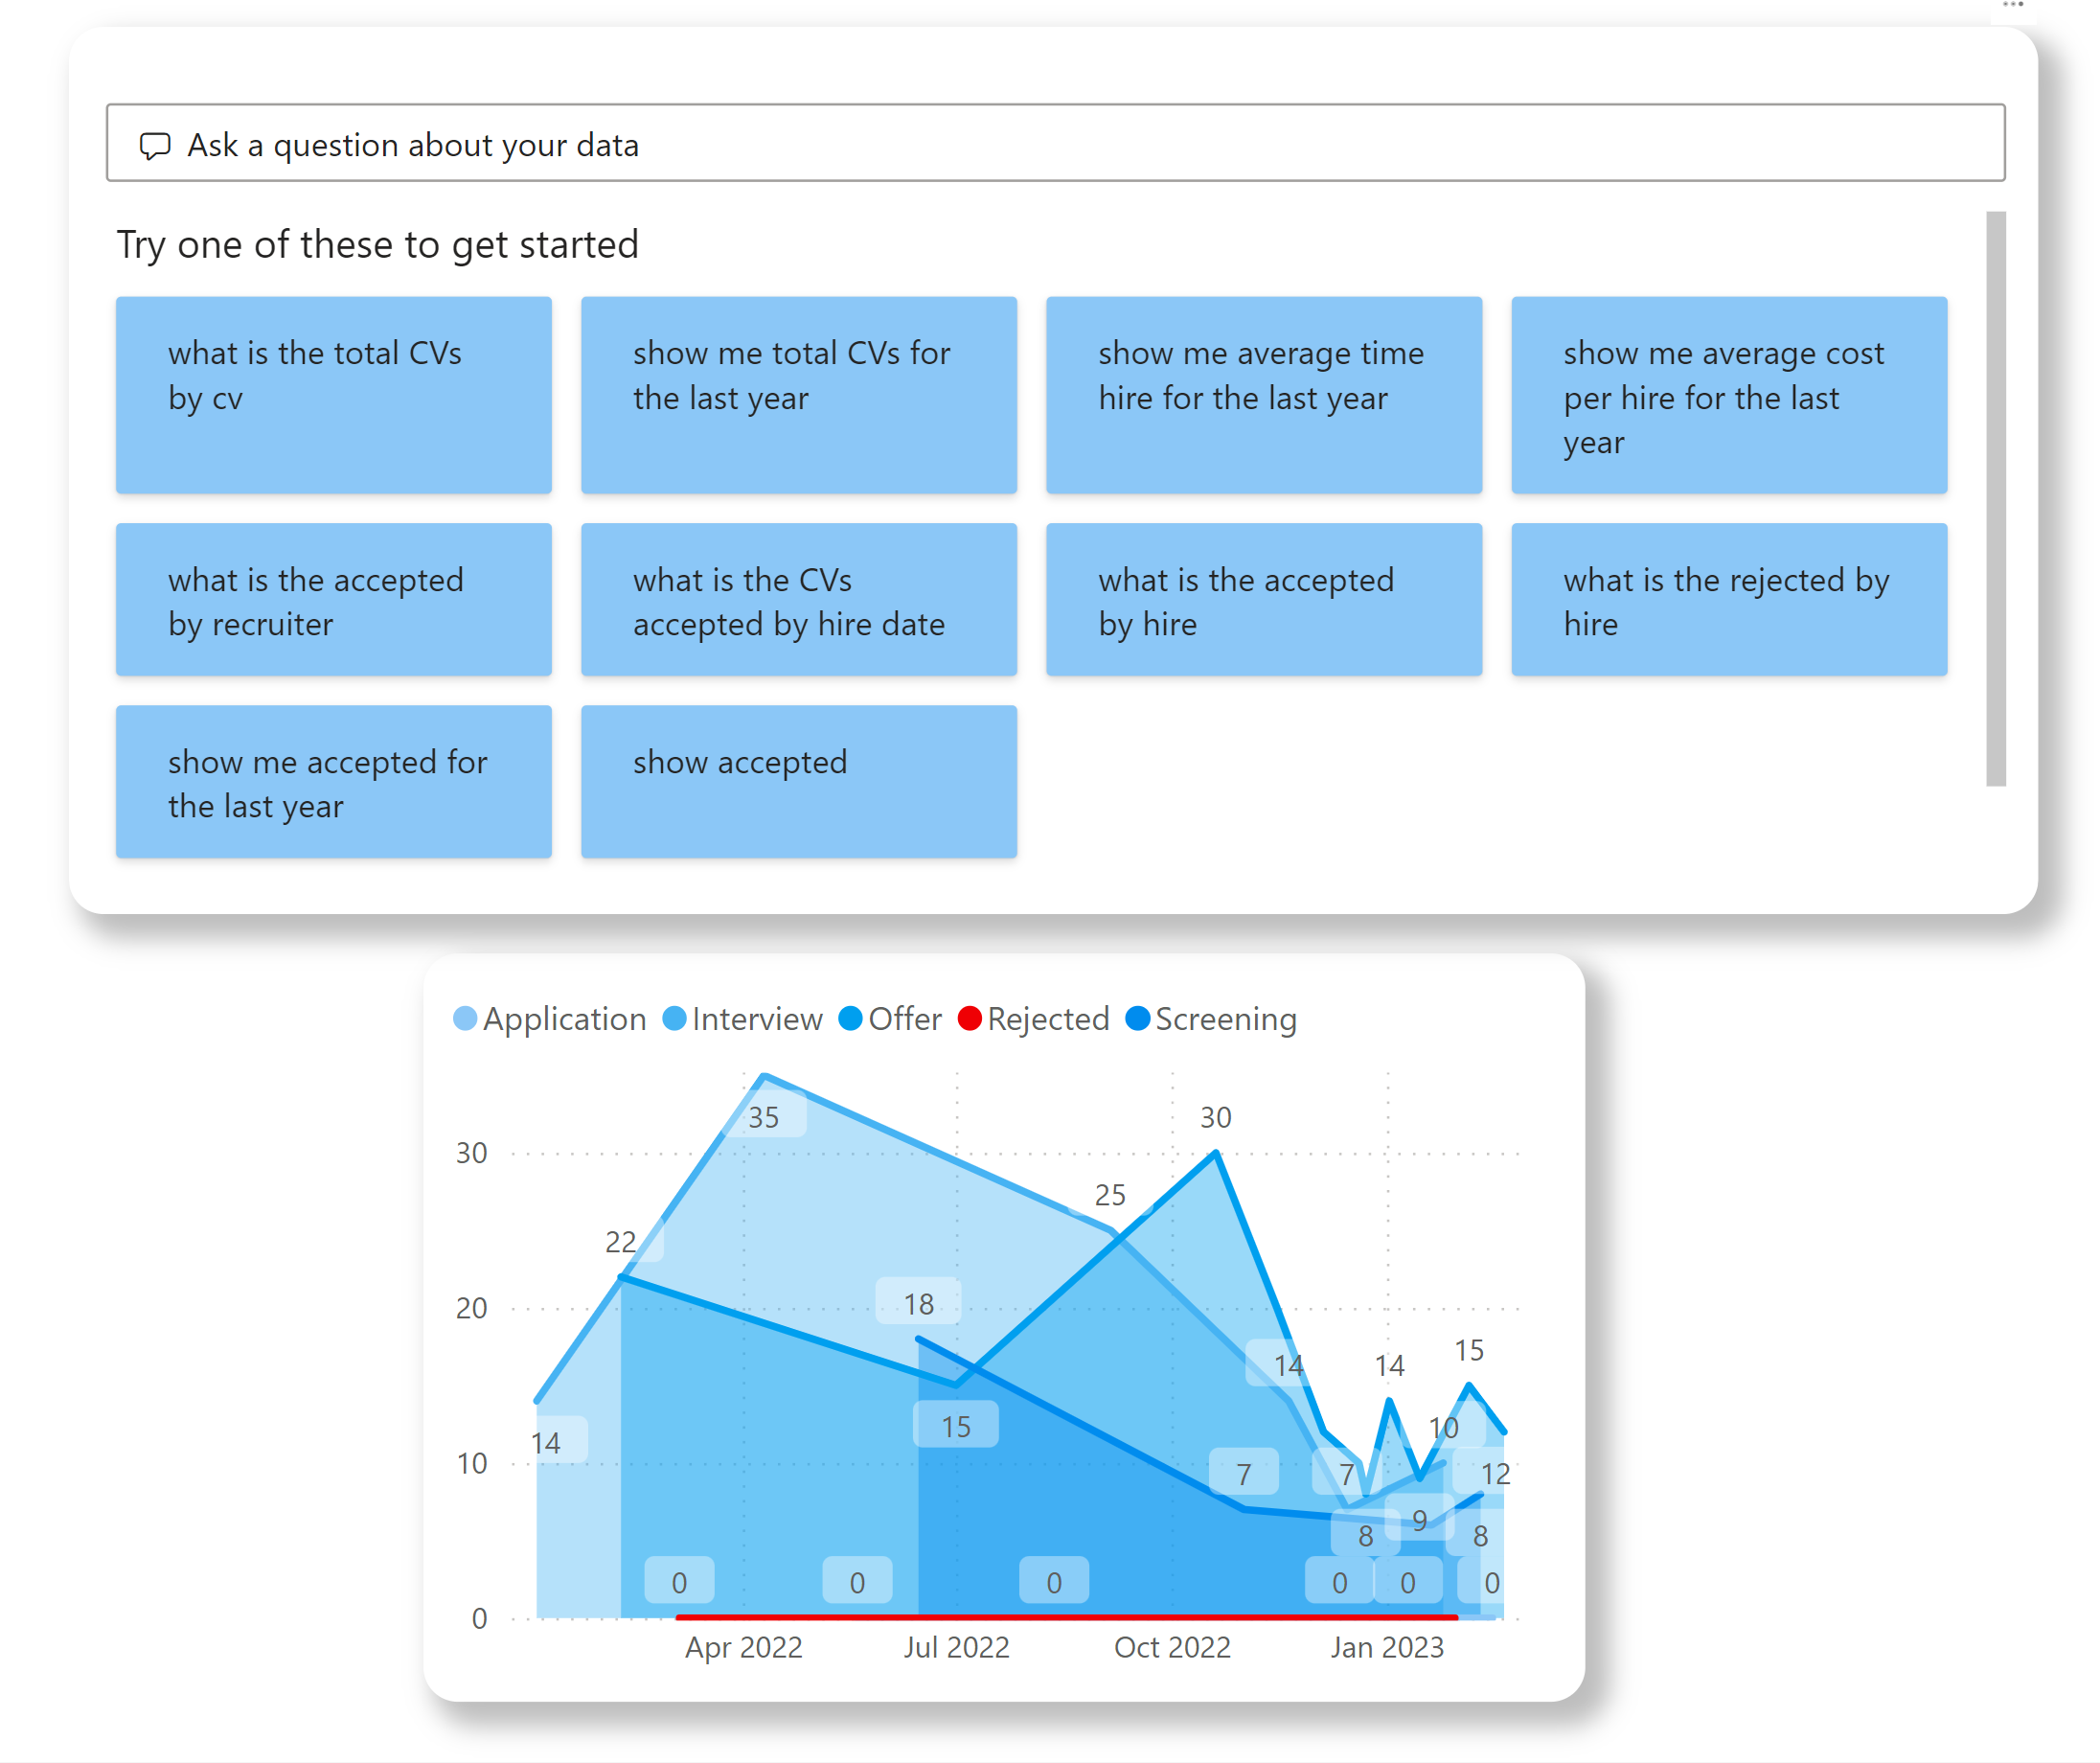 Ask a question about your data
Try one of these to get started
what is the total CVs
by cv
show me total CVs for
the last year
show me average time
hire for the last year
show me average cost
per hire for the last
year
what is the accepted
by recruiter
what is the CVs
accepted by hire date
what is the accepted
by hire
what is the rejected by
hire
show me accepted for
the last year
show accepted
Application Interview Offer Rejected Screening
35
30
30
25
22
20
18
15
14
14
14
15
10
10
7
7
12
8
9
8
0
0
0
0
0
0
0
Apr 2022 Jul 2022 Oct 2022 Jan 2023